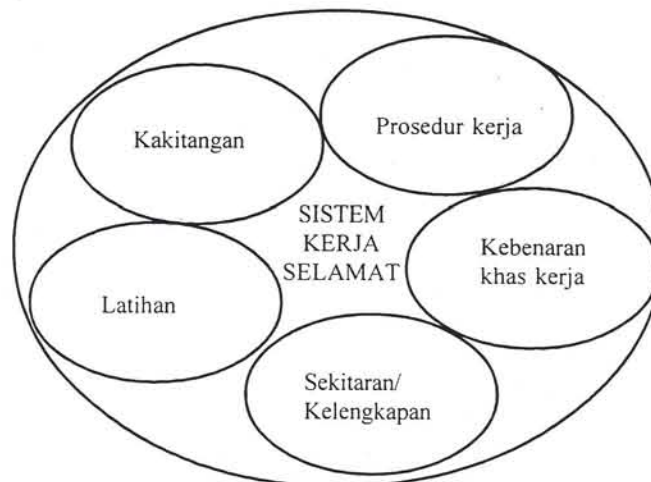 Kakitangan
Prosedur kerja
SISTEM
KERJA
SELAMAT
Kebenaran
khas kerja
Latihan
Sekitaran/
Kelengkapan